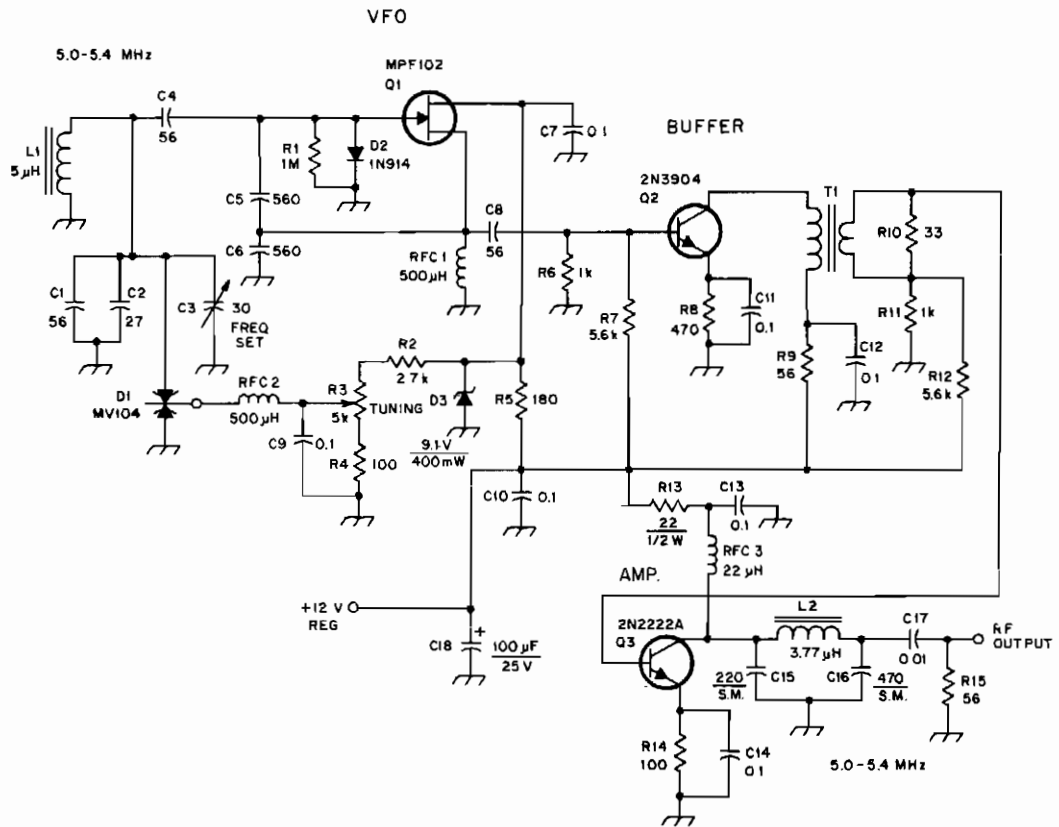 VFO
5.0-5.4 MHz
MPF102
Q1
C4
56
L1
5µH
R1
1M
D2
1N914
C7
0.1
BUFFER
2N3904
Q2
T1
C5
560
C6
560
C8
56
RFC 1
500µH
R6
1k
R7
5.6k
R8
470
C11
0.1
R10
33
R11
1k
R9
56
C12
0.1
R12
5.6k
C1
56
C2
27
C3
30
FREQ
SET
D1
MV104
RFC2
500µH
C9
0.1
R2
2.7k
R3
5k
TUNING
R4
100
D3
9.1V
400mW
R5
180
C10
0.1
R13
22
1/2 W
C13
0.1
RFC 3
22µH
AMP.
+12 V
REG
C18
+
100µF
25V
2N2222A
Q3
L2
3.77µH
220
S.M.
C15
C16
470
S.M.
C17
0.01
RF
OUTPUT
R15
56
R14
100
C14
0.1
5.0-5.4 MHz